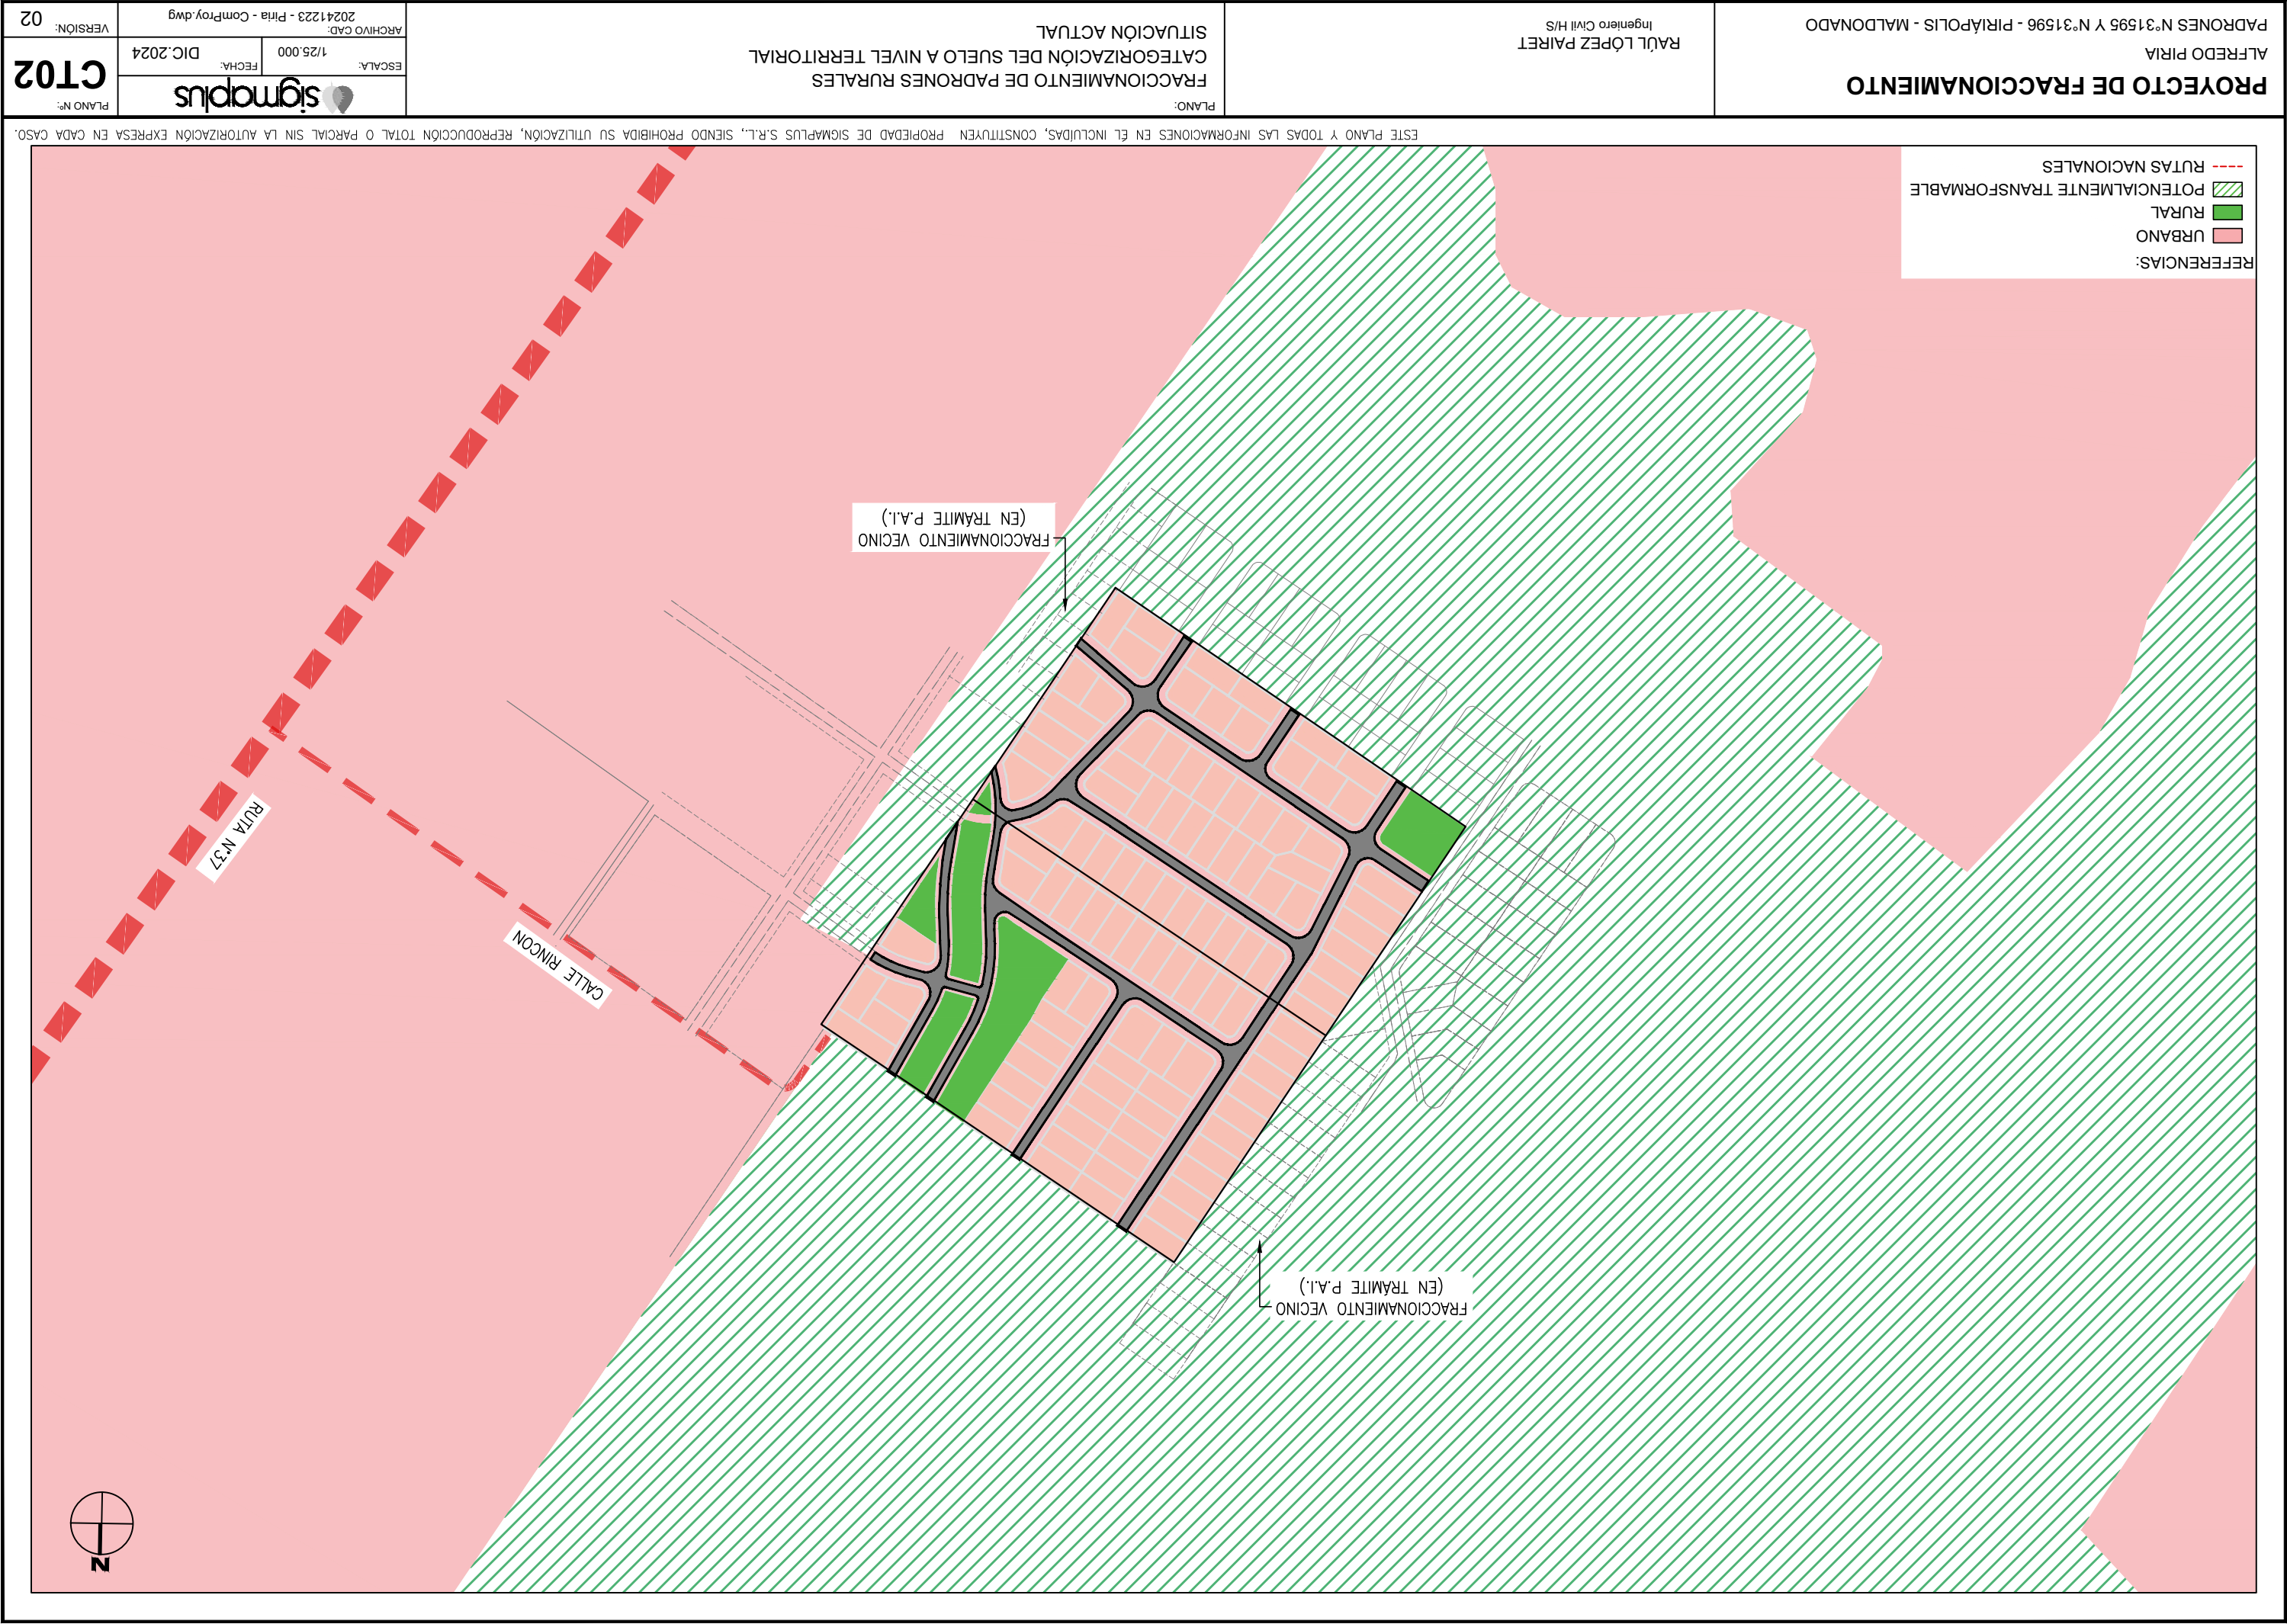 N
FRACCIONAMIENTO VECINO
(EN TRÁMITE P.A.I.)
CALLE RINCON
RUTA N°37
FRACCIONAMIENTO VECINO
(EN TRÁMITE P.A.I.)
REFERENCIAS:
URBANO
RURAL
POTENCIALMENTE TRANSFORMABLE
RUTAS NACIONALES
ESTE PLANO Y TODAS LAS INFORMACIONES EN ÉL INCLUÍDAS, CONSTITUYEN PROPIEDAD DE SIGMAPLUS S.R.L., SIENDO PROHIBIDA SU UTILIZACIÓN, REPRODUCCIÓN TOTAL O PARCIAL SIN LA AUTORIZACIÓN EXPRESA EN CADA CASO.
PROYECTO DE FRACCIONAMIENTO
ALFREDO PIRIA
PADRONES N°31595 Y N°31596 - PIRIÁPOLIS - MALDONADO
RAÚL LÓPEZ PAIRET
Ingeniero Civil H/S
PLANO:
FRACCIONAMIENTO DE PADRONES RURALES
CATEGORIZACIÓN DEL SUELO A NIVEL TERRITORIAL
SITUACIÓN ACTUAL
sigmaplus
ESCALA:
1/25.000
FECHA:
DIC.2024
ARCHIVO CAD:
20241223 - Piria - ComProy.dwg
PLANO N°:
CT02
VERSIÓN:
02